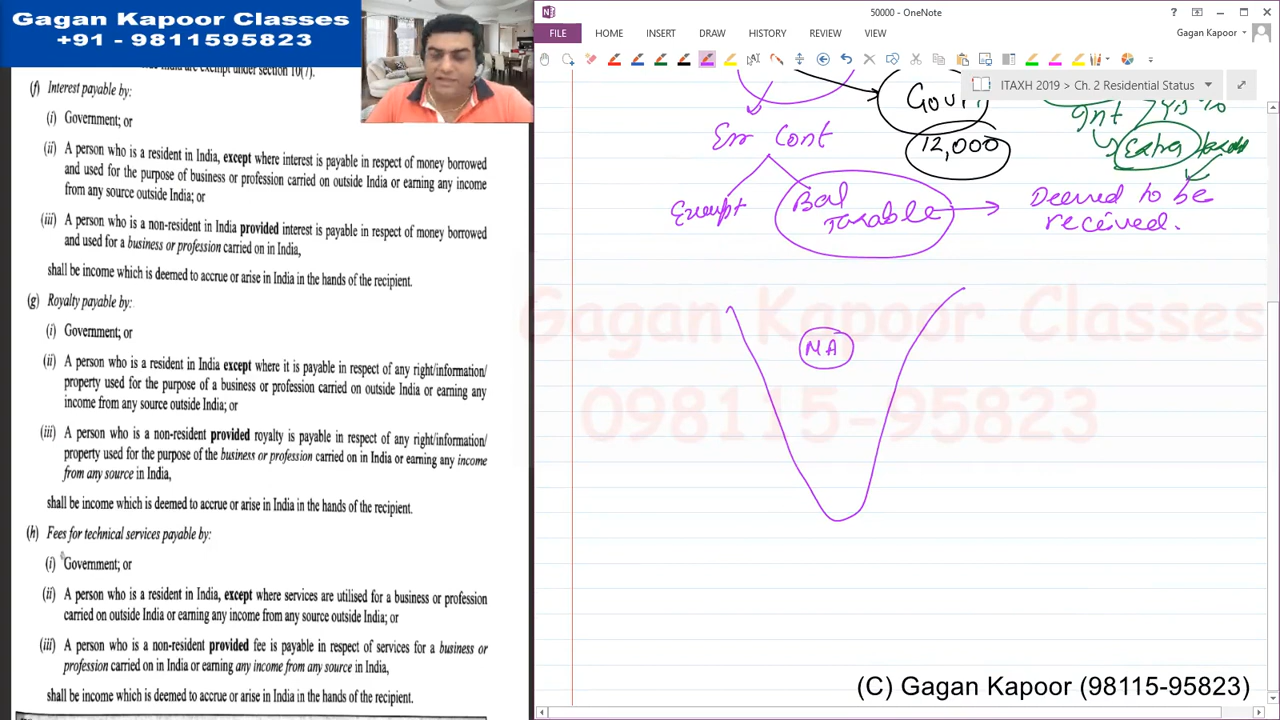 Gagan Kapoor Classes
+91 - 9811595823
are exempt under section 10(7).
(f) Interest payable by:
(i) Government; or
(ii) A person who is a resident in India, except where interest is payable in respect of money borrowed
and used for the purpose of business or profession carried on outside India or earning any income
from any source outside India; or
(iii) A person who is a non-resident in India provided interest is payable in respect of money borrowed
and used for a business or profession carried on in India,
shall be income which is deemed to accrue or arise in India in the hands of the recipient.
(g) Royalty payable by:
(i) Government; or
(ii) A person who is a resident in India except where it is payable in respect of any right/information/
property used for the purpose of a business or profession carried on outside India or earning any
income from any source outside India; or
(iii) A person who is a non-resident provided royalty is payable in respect of any right/information/
property used for the purpose of the business or profession carried on in India or earning any income
from any source in India,
shall be income which is deemed to accrue or arise in India in the hands of the recipient.
(h) Fees for technical services payable by:
(i) Government; or
(ii) A person who is a resident in India, except where services are utilised for a business or profession
carried on outside India or earning any income from any source outside India; or
(iii) A person who is a non-resident provided fee is payable in respect of services for a business or
profession carried on in India or earning any income from any source in India,
shall be income which is deemed to accrue or arise in India in the hands of the recipient.
50000 - OneNote
FILE HOME INSERT DRAW HISTORY REVIEW VIEW
Gagan Kapoor
ITAXH 2019 > Ch. 2 Residential Status
Govt
12,000
Int
Extra
Emr Cont
Exempt
Bal
Taxable
Deemed to be
received.
NA
Gagan Kapoor Classes
098115-95823
(C) Gagan Kapoor (98115-95823)